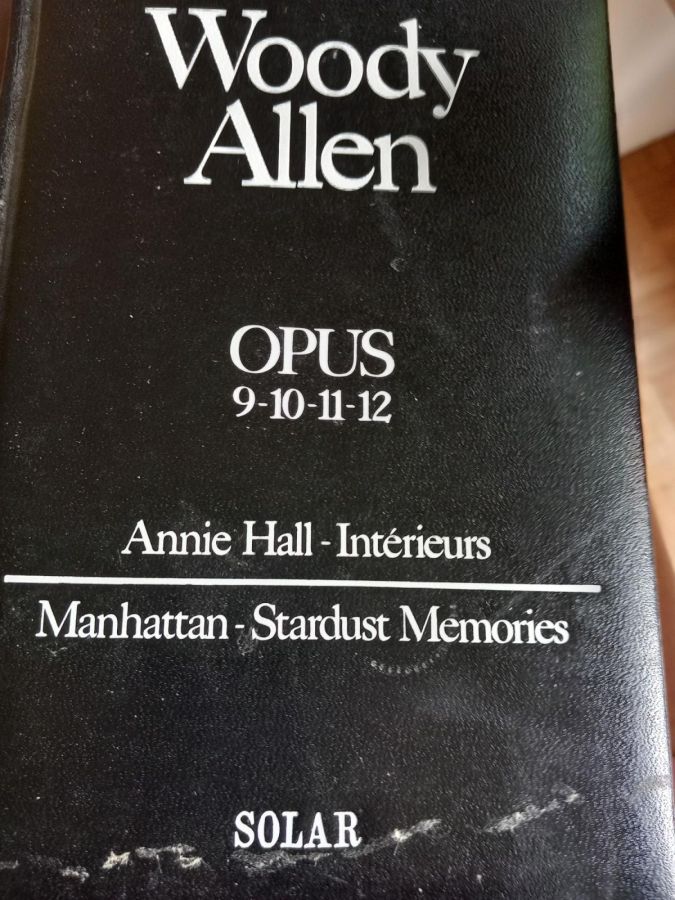 Woody
Allen
OPUS
9-10-11-12
Annie Hall - Intérieurs
Manhattan - Stardust Memories
SOLAR